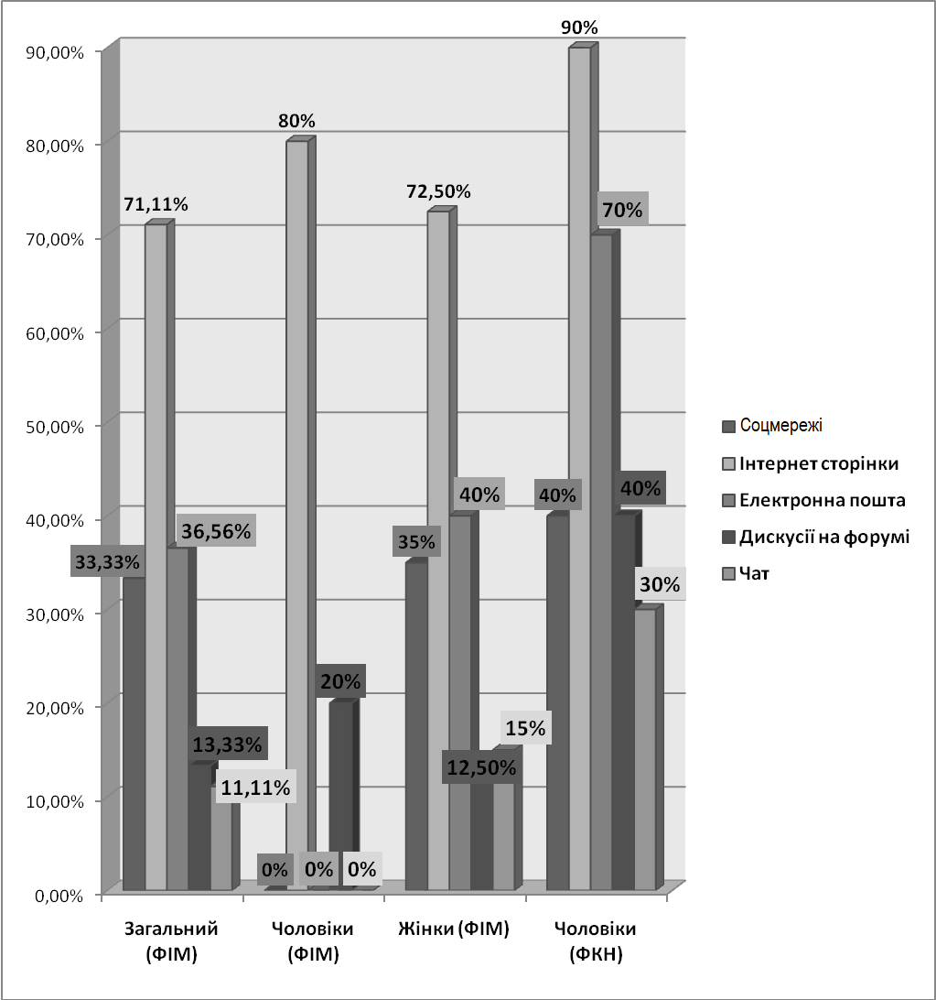 90%
90,00%
80%
80,00%
71,11%
72,50%
70%
70,00%
60,00%
50,00%
Соцмережі
Інтернет сторінки
Електронна пошта
Дискусії на форумі
Чат
40%
40%
40%
40,00%
36,56%
35%
33,33%
30%
30,00%
20%
20,00%
15%
13,33%
12,50%
11,11%
10,00%
0%
0%
0%
0,00%
Загальний
(ФІМ)
Чоловіки
(ФІМ)
Жінки (ФІМ)
Чоловіки
(ФКН)